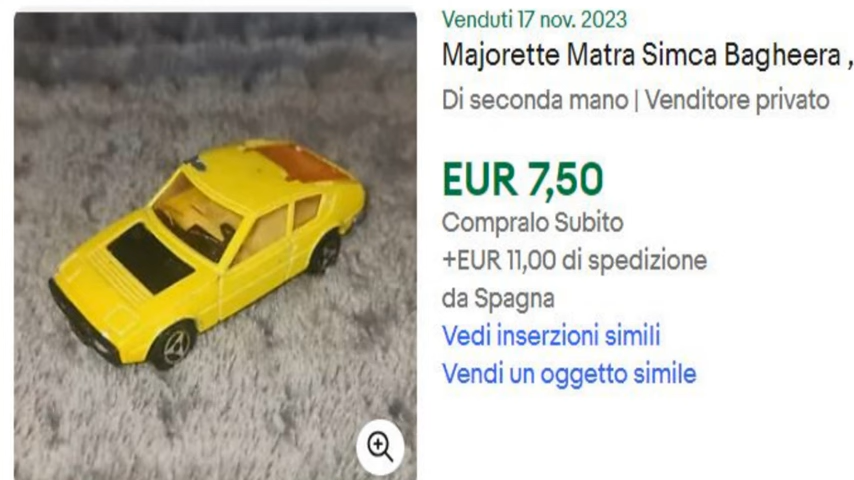 Venduti 17 nov. 2023
Majorette Matra Simca Bagheera ,
Di seconda mano | Venditore privato
EUR 7,50
Compralo Subito
+EUR 11,00 di spedizione
da Spagna
Vedi inserzioni simili
Vendi un oggetto simile